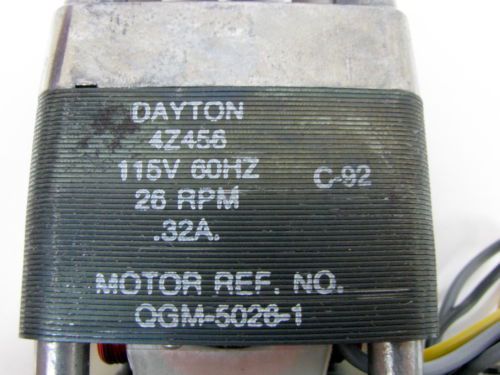 DAYTON
4Z456
115V 60HZ
C-92
26 RPM
.32A.
MOTOR REF. NO.
QGM-5026-1